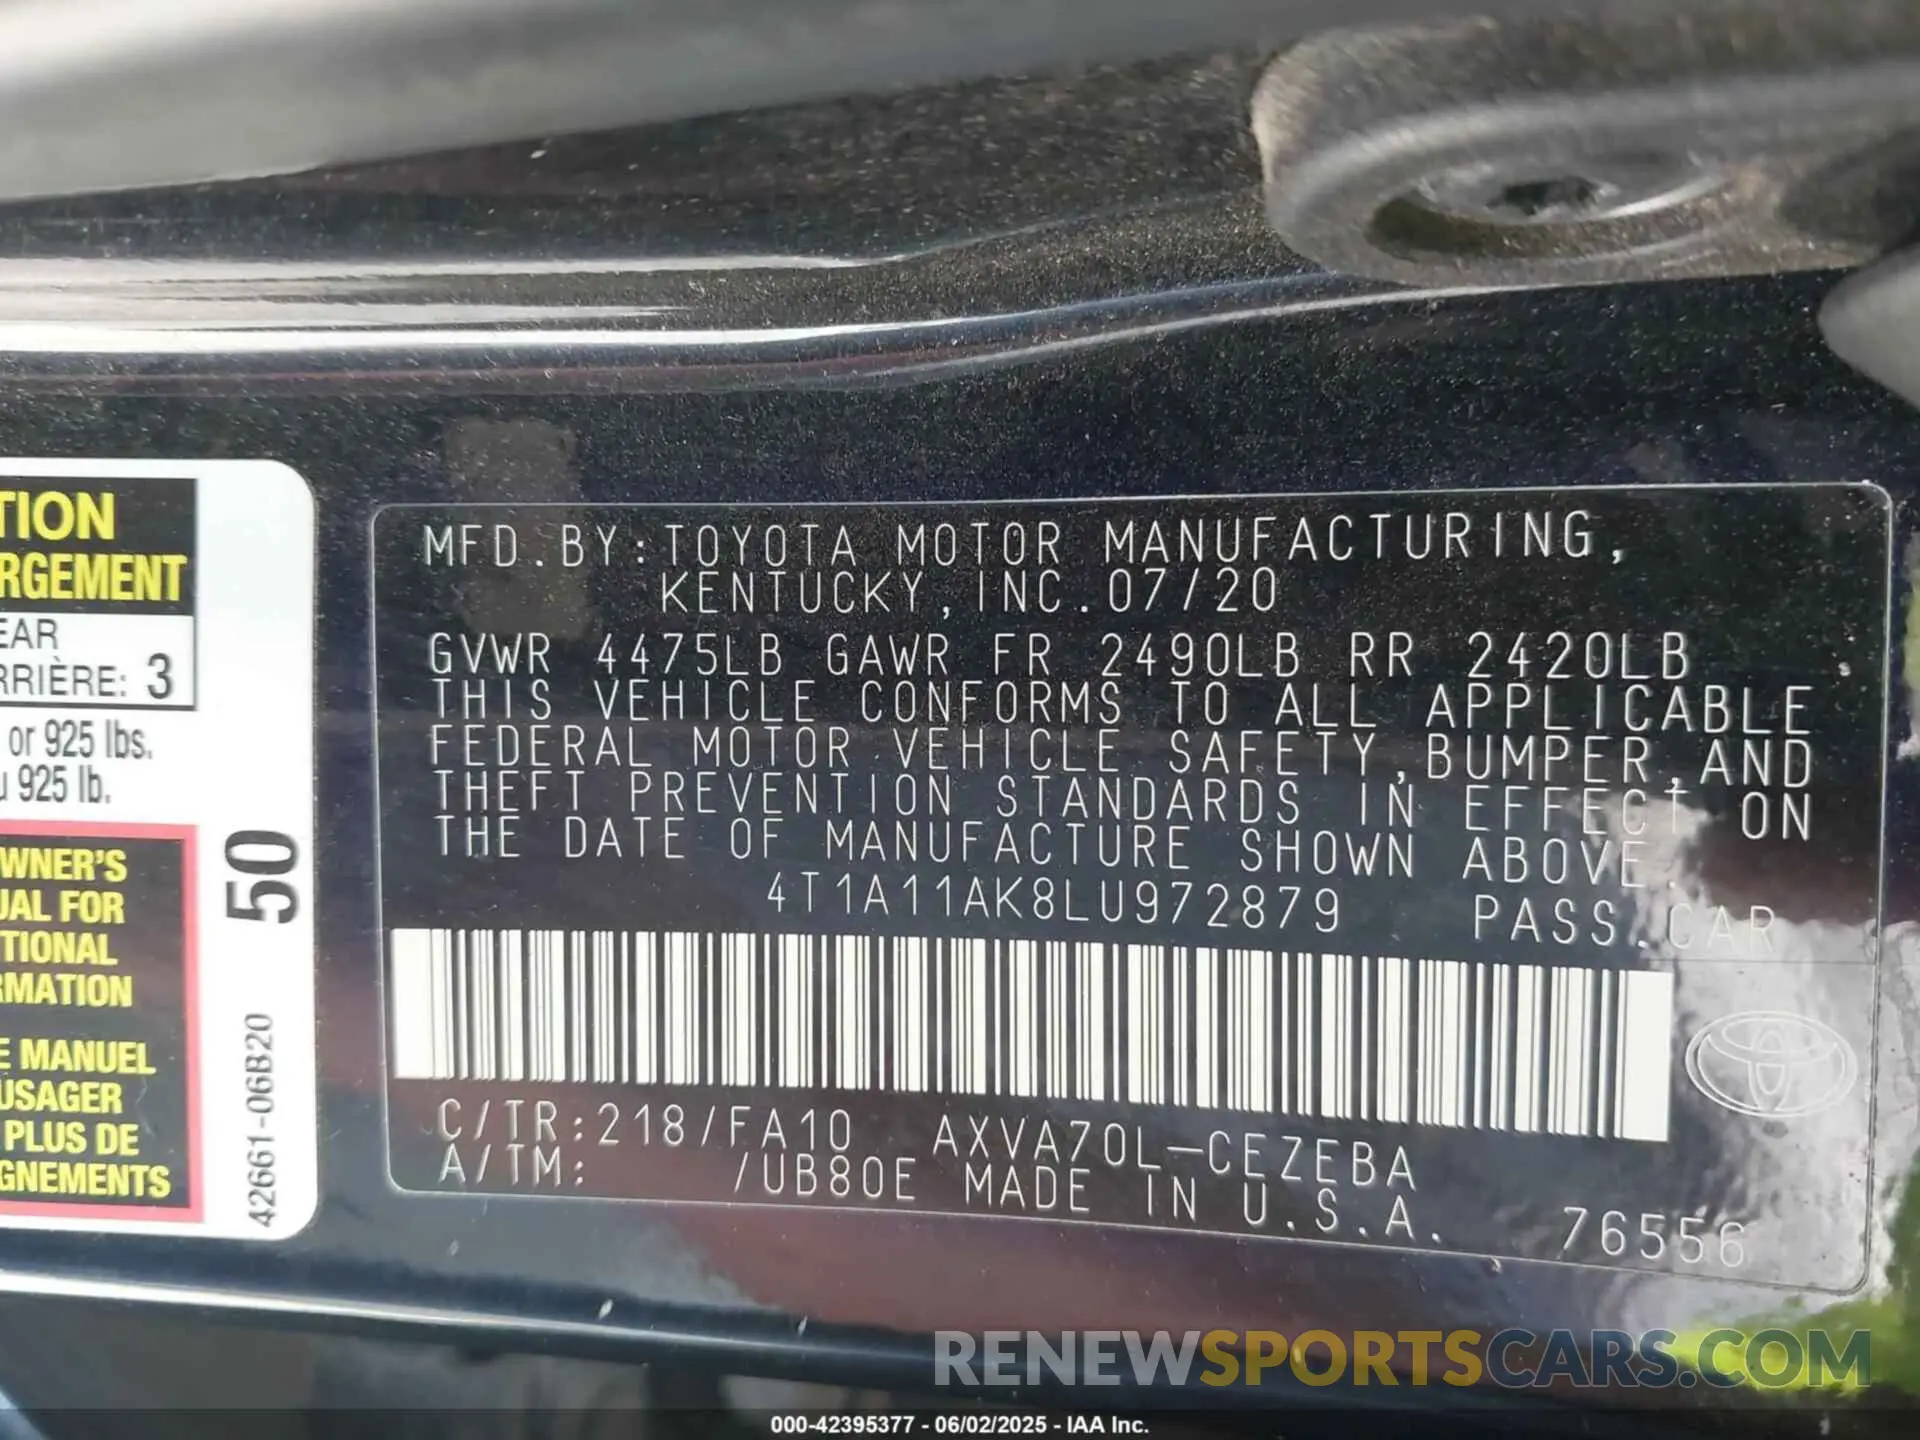 TION
RGEMENT
EAR
RRIÈRE: 3
or 925 lbs.
u 925 lb.
WNER'S
UAL FOR
TIONAL
RMATION
E MANUEL
USAGER
PLUS DE
GNEMENTS
50
42661-06B20
MFD.BY:TOYOTA MOTOR MANUFACTURING,
KENTUCKY,INC.07/20
GVWR 4475LB GAWR FR 2490LB RR 2420LB
THIS VEHICLE CONFORMS TO ALL APPLICABLE
FEDERAL MOTOR VEHICLE SAFETY,BUMPER,AND
THEFT PREVENTION STANDARDS IN EFFECT ON
THE DATE OF MANUFACTURE SHOWN ABOVE.
4T1A11AK8LU972879 PASS.CAR
C/TR:218/FA10 AXVA70L-CEZEBA
A/TM: /UB80E MADE IN U.S.A.
76556
RENEWSPORTSCARS.COM
000-42395377 - 06/02/2025 - IAA Inc.